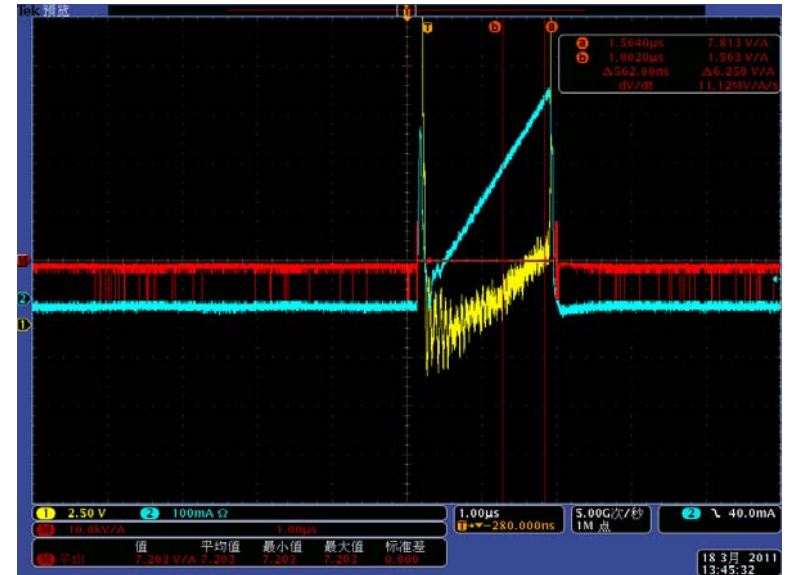 Tek 预览
T
T b a
a 1.5640µs 7.813 V/A
b 1.0020µs 1.563 V/A
Δ562.00ns Δ6.250 V/A
dV/dt 11.12MV/A/s
2
1
1 2.50 V 2 100mA Ω 1.00µs 5.00G次/秒 2 40.0mA
M 10.0kV/A 1.00µs T→▼-280.000ns 1M 点
值 平均值 最小值 最大值 标准差
M 平均 7.203 V/A 7.203 7.203 7.203 0.000
18 3月 2011
13:45:32